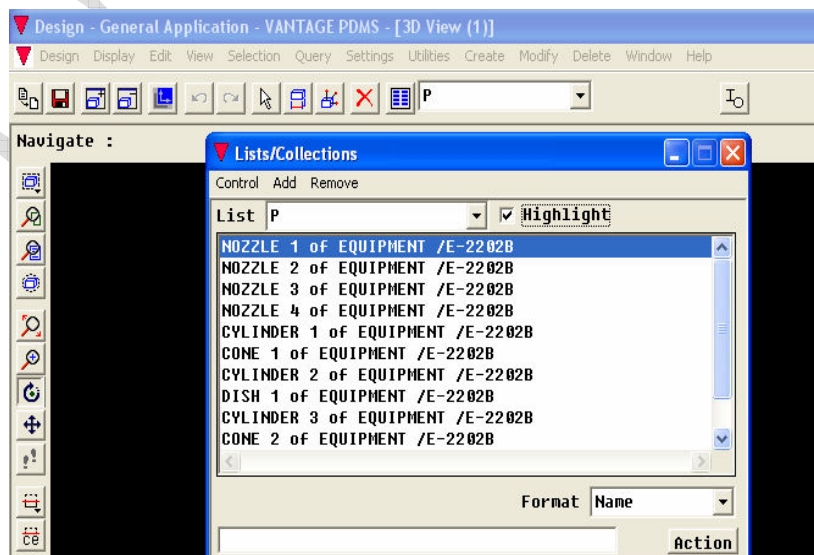 Design - General Application - VANTAGE PDMS - [3D View (1)]
Design Display Edit View Selection Query Settings Utilities Create Modify Delete Window Help
P
Navigate :
Lists/Collections
Control Add Remove
List P Highlight
NOZZLE 1 of EQUIPMENT /E-2202B
NOZZLE 2 of EQUIPMENT /E-2202B
NOZZLE 3 of EQUIPMENT /E-2202B
NOZZLE 4 of EQUIPMENT /E-2202B
CYLINDER 1 of EQUIPMENT /E-2202B
CONE 1 of EQUIPMENT /E-2202B
CYLINDER 2 of EQUIPMENT /E-2202B
DISH 1 of EQUIPMENT /E-2202B
CYLINDER 3 of EQUIPMENT /E-2202B
CONE 2 of EQUIPMENT /E-2202B
Format Name
ce
Action